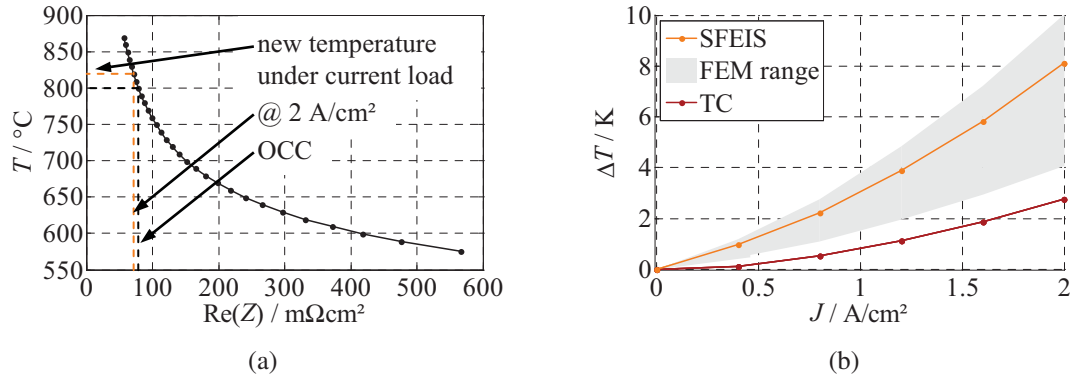 900
850
800
750
700
650
600
550
T / °C
new temperature
under current load
@ 2 A/cm²
OCC
0 100 200 300 400 500 600
Re(Z) / mΩcm²
(a)
10
8
6
4
2
0
ΔT / K
SFEIS
FEM range
TC
0 0.5 1 1.5 2
J / A/cm²
(b)